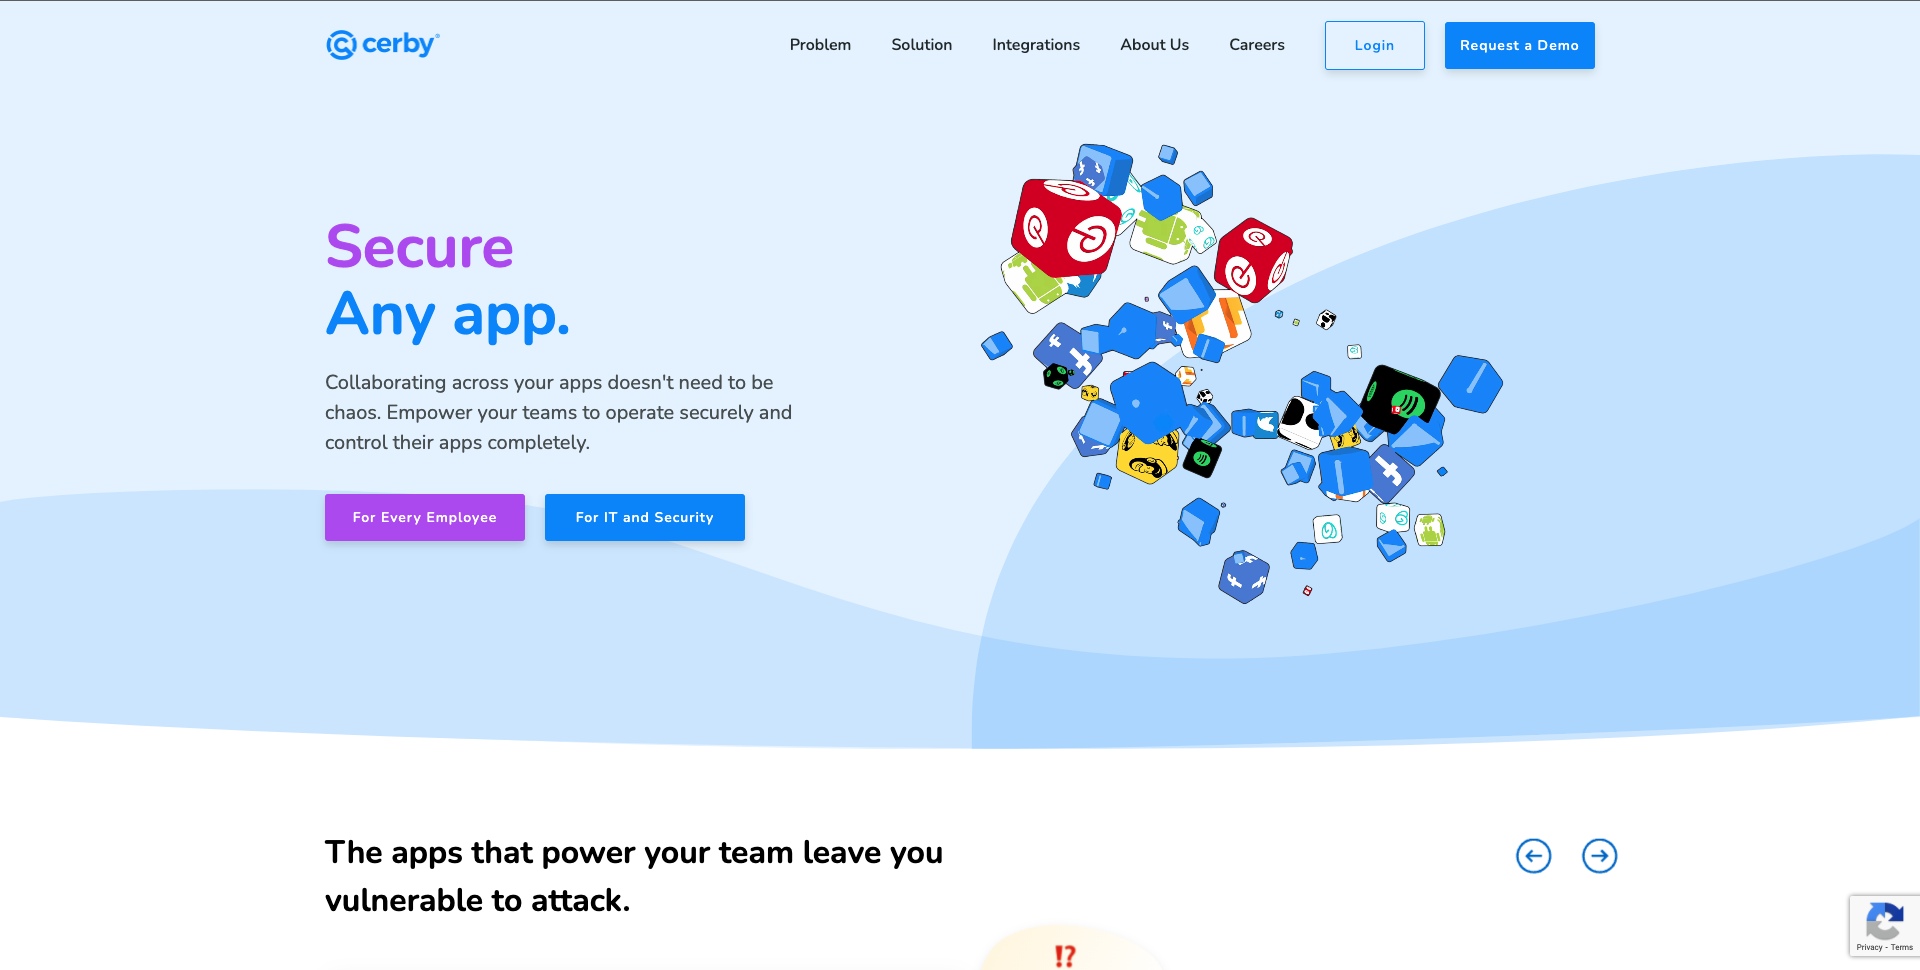 cerby
Problem
Solution
Integrations
About Us
Careers
Login
Request a Demo
Secure
Any app.
Collaborating across your apps doesn't need to be
chaos. Empower your teams to operate securely and
control their apps completely.
For Every Employee
For IT and Security
The apps that power your team leave you
vulnerable to attack.
!?
Privacy - Terms